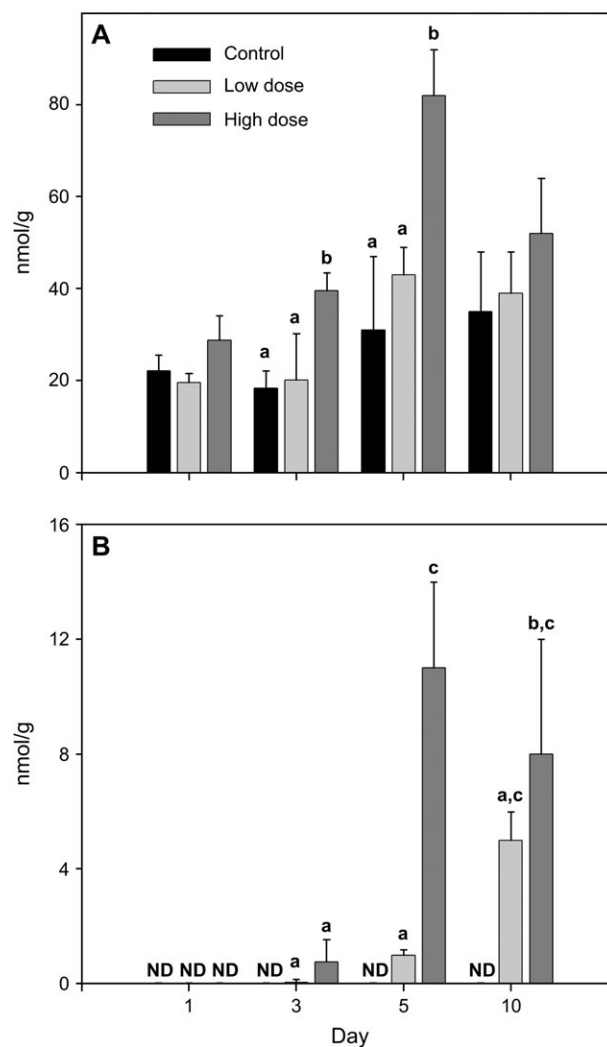 A
Control
Low dose
High dose
nmol/g
80
60
40
20
0
a
a
b
a
a
b
B
nmol/g
16
12
8
4
0
ND ND ND
ND
a
a
ND
a
c
ND
a,c
b,c
1
3
5
10
Day